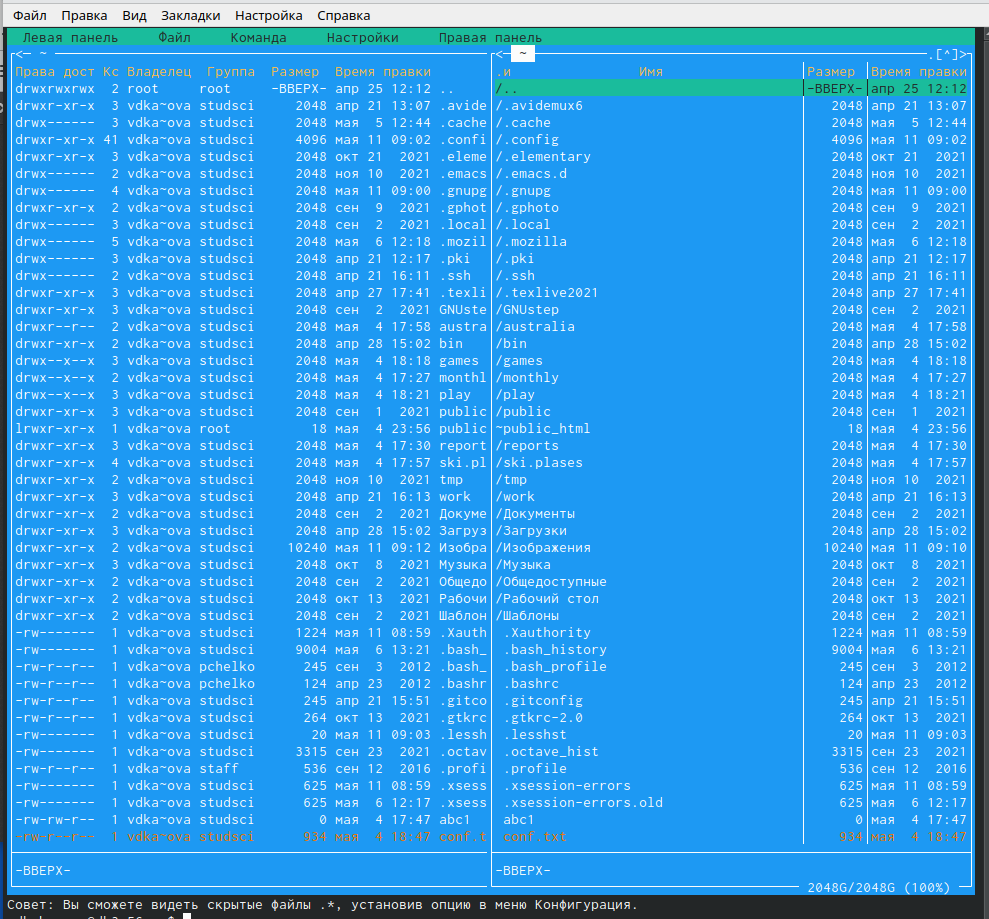 Файл Правка Вид Закладки Настройка Справка
Левая панель Файл Команда Настройки Правая панель
<- ~ <- ~ .[^]>
Права дост Кс Владелец Группа Размер Время правки .и Имя Размер Время правки
drwxrwxrwx 2 root root -ВВЕРХ- апр 25 12:12 .. /.. -ВВЕРХ- апр 25 12:12
drwxr-xr-x 3 vdka~ova studsci 2048 апр 21 13:07 .avide /.avidemux6 2048 апр 21 13:07
drwx------ 3 vdka~ova studsci 2048 мая 5 12:44 .cache /.cache 2048 мая 5 12:44
drwxr-xr-x 41 vdka~ova studsci 4096 мая 11 09:02 .confi /.config 4096 мая 11 09:02
drwxr-xr-x 3 vdka~ova studsci 2048 окт 21 2021 .eleme /.elementary 2048 окт 21 2021
drwx------ 2 vdka~ova studsci 2048 ноя 10 2021 .emacs /.emacs.d 2048 ноя 10 2021
drwx------ 4 vdka~ova studsci 2048 мая 11 09:00 .gnupg /.gnupg 2048 мая 11 09:00
drwxr-xr-x 2 vdka~ova studsci 2048 сен 9 2021 .gphot /.gphoto 2048 сен 9 2021
drwx------ 3 vdka~ova studsci 2048 сен 2 2021 .local /.local 2048 сен 2 2021
drwx------ 5 vdka~ova studsci 2048 мая 6 12:18 .mozil /.mozilla 2048 мая 6 12:18
drwx------ 3 vdka~ova studsci 2048 апр 21 12:17 .pki /.pki 2048 апр 21 12:17
drwx------ 2 vdka~ova studsci 2048 апр 21 16:11 .ssh /.ssh 2048 апр 21 16:11
drwxr-xr-x 3 vdka~ova studsci 2048 апр 27 17:41 .texli /.texlive2021 2048 апр 27 17:41
drwxr-xr-x 3 vdka~ova studsci 2048 сен 2 2021 GNUste /GNUstep 2048 сен 2 2021
drwxr--r-- 2 vdka~ova studsci 2048 мая 4 17:58 austra /australia 2048 мая 4 17:58
drwxr-xr-x 2 vdka~ova studsci 2048 апр 28 15:02 bin /bin 2048 апр 28 15:02
drwx--x--x 3 vdka~ova studsci 2048 мая 4 18:18 games /games 2048 мая 4 18:18
drwxr-xr-x 2 vdka~ova studsci 2048 мая 4 17:27 monthl /monthly 2048 мая 4 17:27
drwx--x--x 3 vdka~ova studsci 2048 мая 4 18:21 play /play 2048 мая 4 18:21
drwxr-xr-x 3 vdka~ova studsci 2048 сен 1 2021 public /public 2048 сен 1 2021
lrwxr-xr-x 1 vdka~ova root 18 мая 4 23:56 public ~public_html 18 мая 4 23:56
drwxr-xr-x 3 vdka~ova studsci 2048 мая 4 17:30 report /reports 2048 мая 4 17:30
drwxr-xr-x 4 vdka~ova studsci 2048 мая 4 17:57 ski.pl /ski.plases 2048 мая 4 17:57
drwxr-xr-x 2 vdka~ova studsci 2048 ноя 10 2021 tmp /tmp 2048 ноя 10 2021
drwxr-xr-x 3 vdka~ova studsci 2048 апр 21 16:13 work /work 2048 апр 21 16:13
drwxr-xr-x 2 vdka~ova studsci 2048 сен 2 2021 Докуме /Документы 2048 сен 2 2021
drwxr-xr-x 3 vdka~ova studsci 2048 апр 28 15:02 Загруз /Загрузки 2048 апр 28 15:02
drwxr-xr-x 2 vdka~ova studsci 10240 мая 11 09:12 Изобра /Изображения 10240 мая 11 09:10
drwxr-xr-x 3 vdka~ova studsci 2048 окт 8 2021 Музыка /Музыка 2048 окт 8 2021
drwxr-xr-x 2 vdka~ova studsci 2048 сен 2 2021 Общедо /Общедоступные 2048 сен 2 2021
drwxr-xr-x 2 vdka~ova studsci 2048 окт 13 2021 Рабочи /Рабочий стол 2048 окт 13 2021
drwxr-xr-x 2 vdka~ova studsci 2048 сен 2 2021 Шаблон /Шаблоны 2048 сен 2 2021
-rw------- 1 vdka~ova studsci 1224 мая 11 08:59 .Xauth .Xauthority 1224 мая 11 08:59
-rw------- 1 vdka~ova studsci 9004 мая 6 13:21 .bash_ .bash_history 9004 мая 6 13:21
-rw-r--r-- 1 vdka~ova pchelko 245 сен 3 2012 .bash_ .bash_profile 245 сен 3 2012
-rw-r--r-- 1 vdka~ova pchelko 124 апр 23 2012 .bashr .bashrc 124 апр 23 2012
-rw-r--r-- 1 vdka~ova studsci 245 апр 21 15:51 .gitco .gitconfig 245 апр 21 15:51
-rw-r--r-- 1 vdka~ova studsci 264 окт 13 2021 .gtkrc .gtkrc-2.0 264 окт 13 2021
-rw------- 1 vdka~ova studsci 20 мая 11 09:03 .lessh .lesshst 20 мая 11 09:03
-rw------- 1 vdka~ova studsci 3315 сен 23 2021 .octav .octave_hist 3315 сен 23 2021
-rw-r--r-- 1 vdka~ova staff 536 сен 12 2016 .profi .profile 536 сен 12 2016
-rw------- 1 vdka~ova studsci 625 мая 11 08:59 .xsess .xsession-errors 625 мая 11 08:59
-rw------- 1 vdka~ova studsci 625 мая 6 12:17 .xsess .xsession-errors.old 625 мая 6 12:17
-rw-rw-r-- 1 vdka~ova studsci 0 мая 4 17:47 abc1 abc1 0 мая 4 17:47
-rw-r--r-- 1 vdka~ova studsci 934 мая 4 18:47 conf.t conf.txt 934 мая 4 18:47
-ВВЕРХ- -ВВЕРХ-
2048G/2048G (100%)
Совет: Вы сможете видеть скрытые файлы .*, установив опцию в меню Конфигурация.